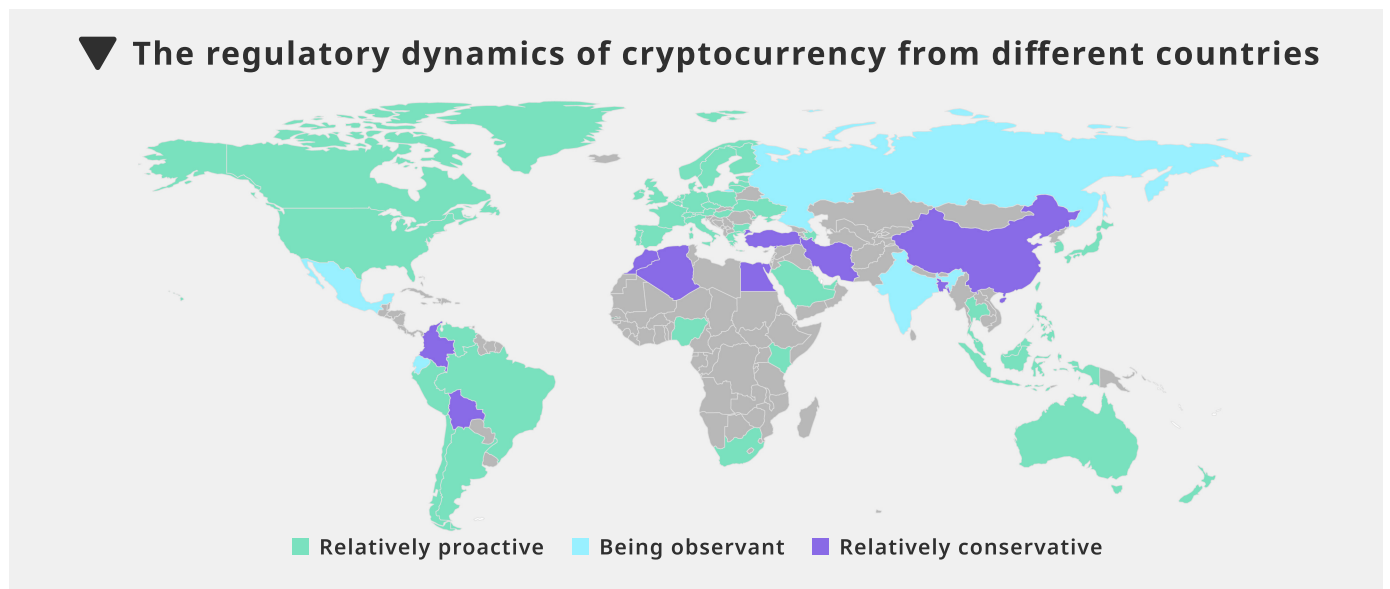 The regulatory dynamics of cryptocurrency from different countries
Relatively proactive
Being observant
Relatively conservative